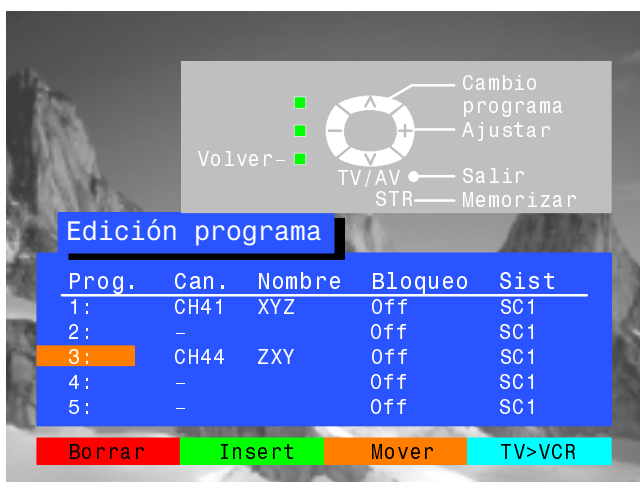 Cambio
programa
Ajustar
Volver–
TV/AV Salir
STR Memorizar
Edición programa
Prog. Can. Nombre Bloqueo Sist
1: CH41 XYZ Off SC1
2: – Off SC1
3: CH44 ZXY Off SC1
4: – Off SC1
5: – Off SC1
Borrar Insert Mover TV>VCR